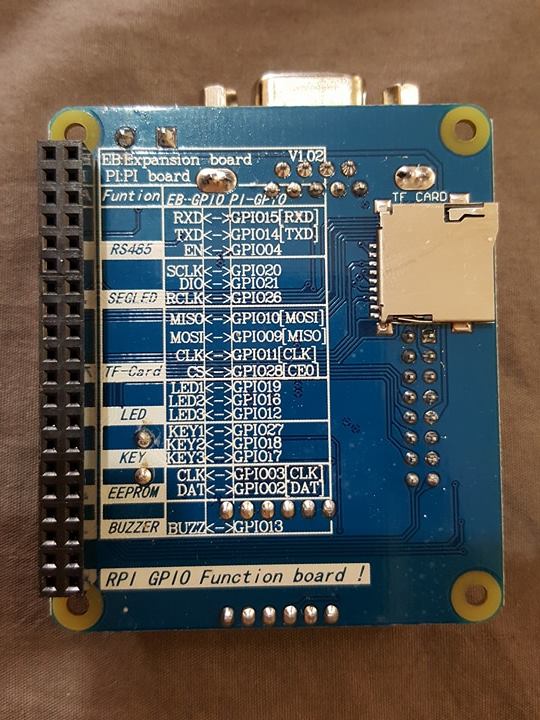 EB:Expansion board V1.02
PI:PI board
TF CARD
Funtion EB-GPIO PI-GPIO
RXD<->GPIO15[RXD]
TXD<->GPIO14[TXD]
RS485 EN<->GPIO04
SCLK<->GPIO20
DIO<->GPIO21
SEGLED RCLK<->GPIO26
MISO<->GPIO10[MOSI]
MOSI<->GPIO09[MISO]
CLK<->GPIO11[CLK]
TF-Card CS<->GPIO28[CE0]
LED1<->GPIO19
LED2<->GPIO16
LED LED3<->GPIO12
KEY1<->GPIO27
KEY2<->GPIO18
KEY KEY3<->GPIO17
CLK<->GPIO03[CLK]
EEPROM DAT<->GPIO02[DAT]
BUZZER BUZZ<->GPIO13
RPI GPIO Function board !